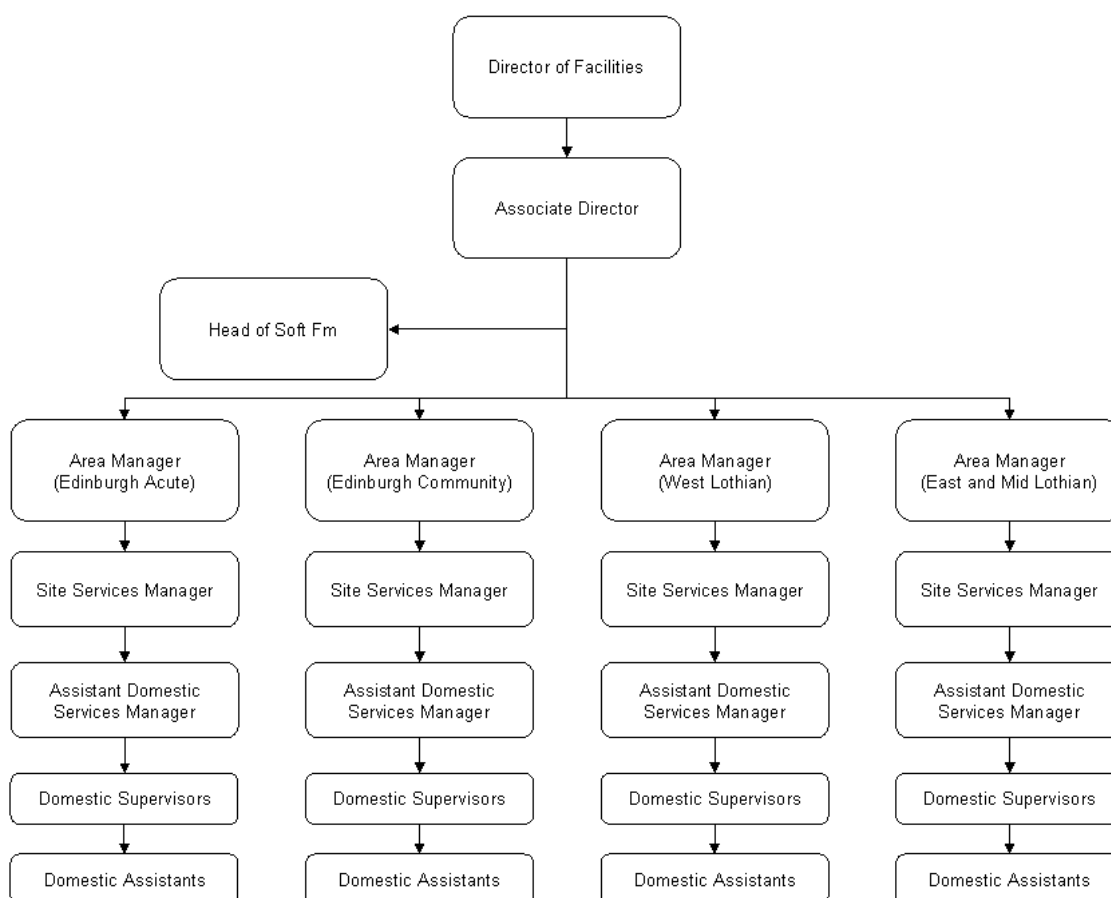 Director of Facilities
Associate Director
Head of Soft Fm
Area Manager
(Edinburgh Acute)
Area Manager
(Edinburgh Community)
Area Manager
(West Lothian)
Area Manager
(East and Mid Lothian)
Site Services Manager
Site Services Manager
Site Services Manager
Site Services Manager
Assistant Domestic
Services Manager
Assistant Domestic
Services Manager
Assistant Domestic
Services Manager
Assistant Domestic
Services Manager
Domestic Supervisors
Domestic Supervisors
Domestic Supervisors
Domestic Supervisors
Domestic Assistants
Domestic Assistants
Domestic Assistants
Domestic Assistants